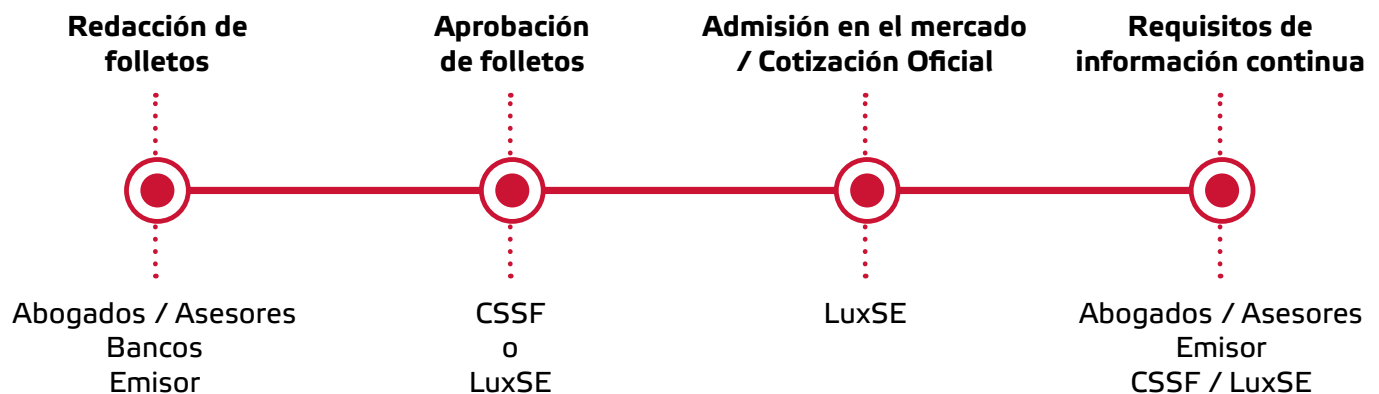 Redacción de
folletos
Aprobación
de folletos
Admisión en el mercado
/ Cotización Oficial
Requisitos de
información continua
Abogados / Asesores
Bancos
Emisor
CSSF
o
LuxSE
LuxSE
Abogados / Asesores
Emisor
CSSF / LuxSE